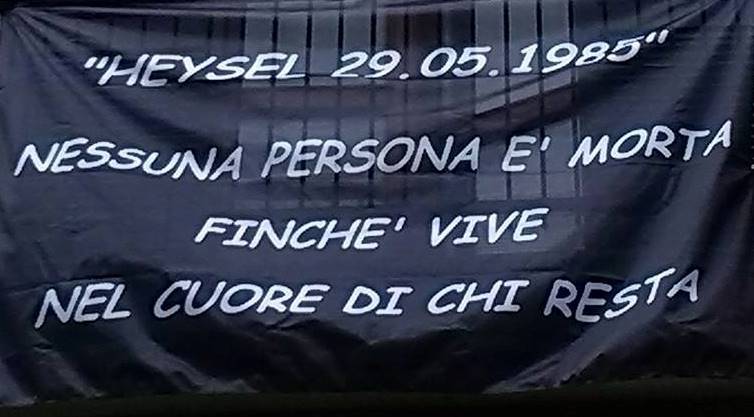 "HEYSEL 29.05.1985"
NESSUNA PERSONA E' MORTA
FINCHE' VIVE
NEL CUORE DI CHI RESTA